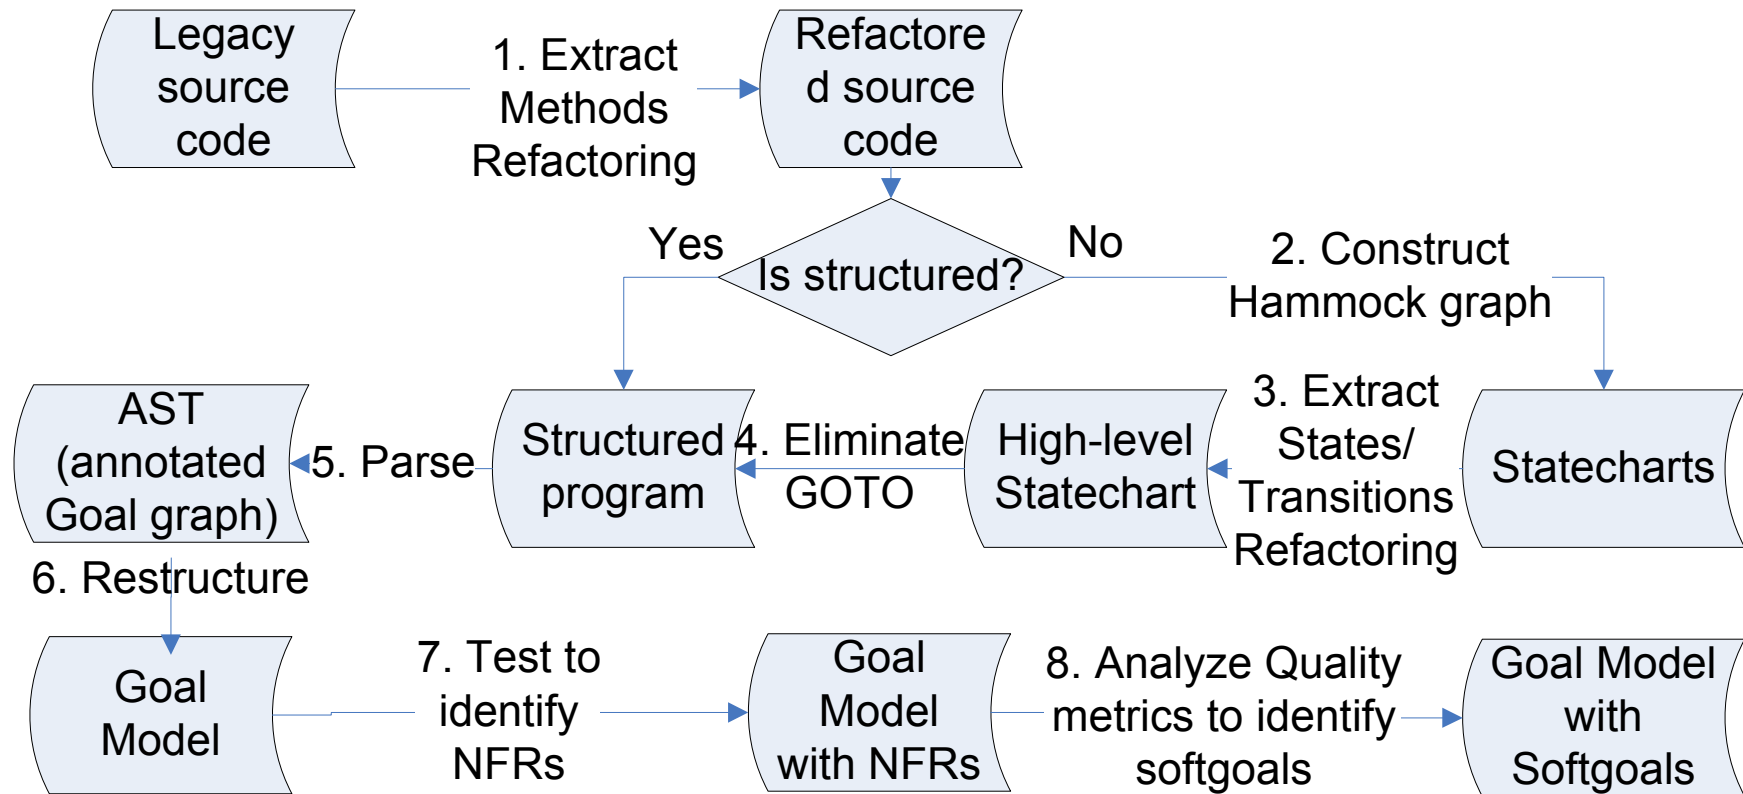 Legacy
source
code
1. Extract
Methods
Refactoring
Refactore
d source
code
Is structured?
Yes
No
2. Construct
Hammock graph
Statecharts
3. Extract
States/
Transitions
Refactoring
High-level
Statechart
4. Eliminate
GOTO
Structured
program
5. Parse
AST
(annotated
Goal graph)
6. Restructure
Goal
Model
7. Test to
identify
NFRs
Goal
Model
with NFRs
8. Analyze Quality
metrics to identify
softgoals
Goal Model
with
Softgoals